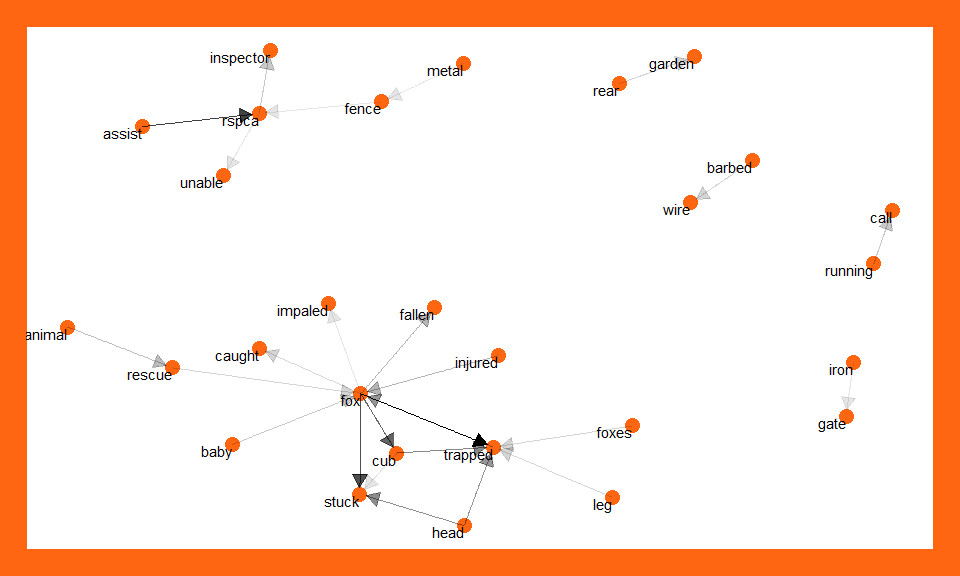 inspector
metal
garden
rear
fence
rspca
assist
barbed
unable
wire
call
running
impaled
fallen
animal
caught
injured
rescue
iron
fox
gate
foxes
baby
trapped
cub
stuck
leg
head